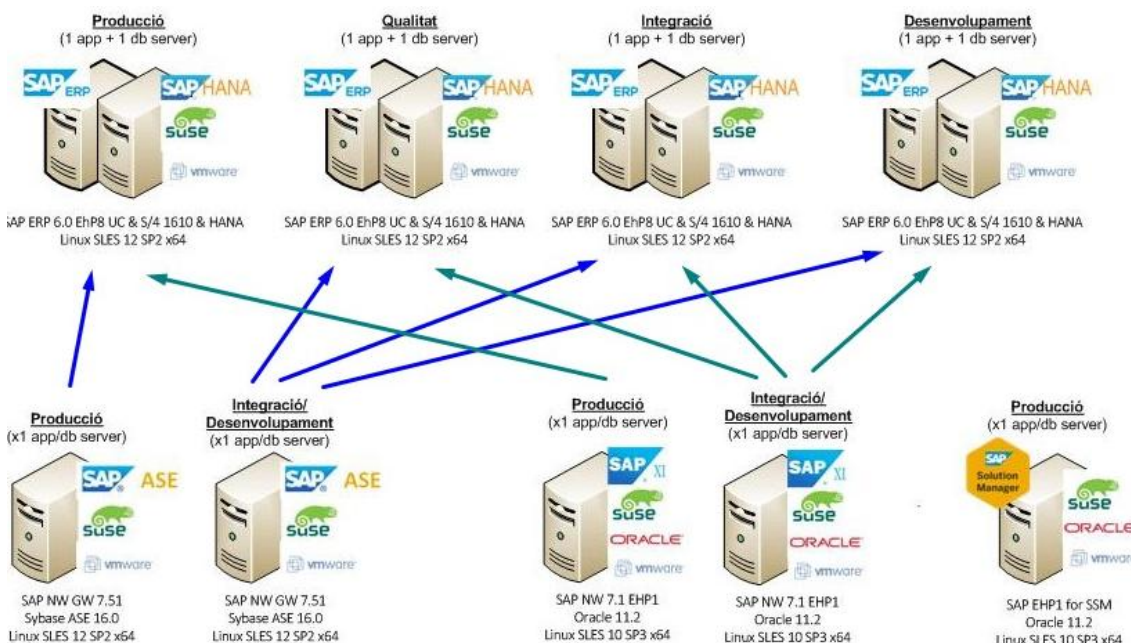 Producció
(1 app + 1 db server)
SAP ERP
SAP HANA
SUSE
vmware
SAP ERP 6.0 EhP8 UC & S/4 1610 & HANA
Linux SLES 12 SP2 x64
Qualitat
(1 app + 1 db server)
SAP ERP
SAP HANA
SUSE
vmware
SAP ERP 6.0 EhP8 UC & S/4 1610 & HANA
Linux SLES 12 SP2 x64
Integració
(1 app + 1 db server)
SAP ERP
SAP HANA
SUSE
vmware
SAP ERP 6.0 EhP8 UC & S/4 1610 & HANA
Linux SLES 12 SP2 x64
Desenvolupament
(1 app + 1 db server)
SAP ERP
SAP HANA
SUSE
vmware
SAP ERP 6.0 EhP8 UC & S/4 1610 & HANA
Linux SLES 12 SP2 x64
Producció
(x1 app/db server)
SAP ASE
SUSE
vmware
SAP NW GW 7.51
Sybase ASE 16.0
Linux SLES 12 SP2 x64
Integració/
Desenvolupament
(x1 app/db server)
SAP ASE
SUSE
vmware
SAP NW GW 7.51
Sybase ASE 16.0
Linux SLES 12 SP2 x64
Producció
(x1 app/db server)
SAP XI
SUSE
ORACLE
vmware
SAP NW 7.1 EHP1
Oracle 11.2
Linux SLES 10 SP3 x64
Integració/
Desenvolupament
(x1 app/db server)
SAP XI
SUSE
ORACLE
vmware
SAP NW 7.1 EHP1
Oracle 11.2
Linux SLES 10 SP3 x64
Producció
(x1 app/db server)
SAP
Solution
Manager
SUSE
ORACLE
vmware
SAP EHP1 for SSM
Oracle 11.2
Linux SLES 10 SP3 x64